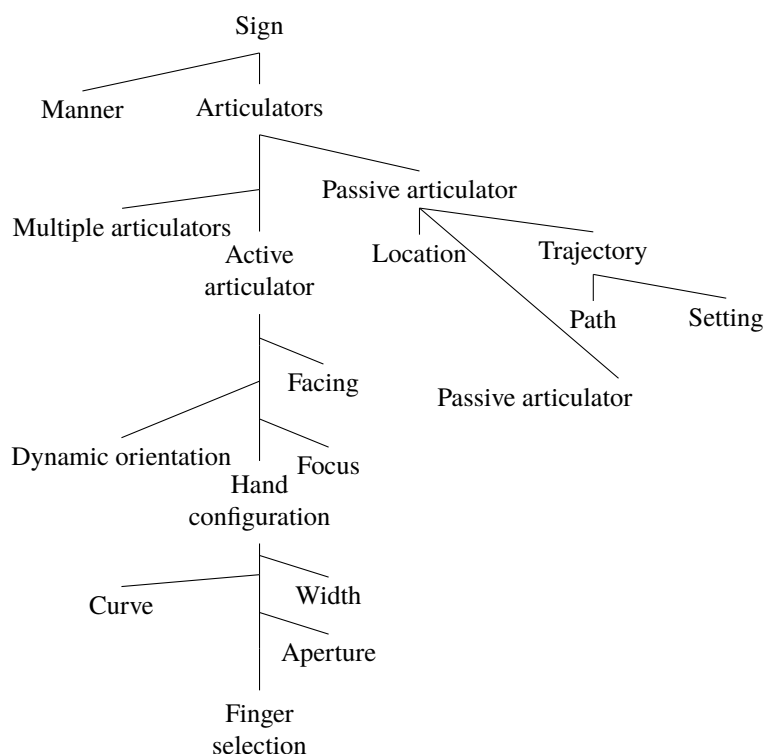 Sign
Manner
Articulators
Passive articulator
Multiple articulators
Active
articulator
Location
Trajectory
Path
Setting
Facing
Passive articulator
Dynamic orientation
Focus
Hand
configuration
Curve
Width
Aperture
Finger
selection